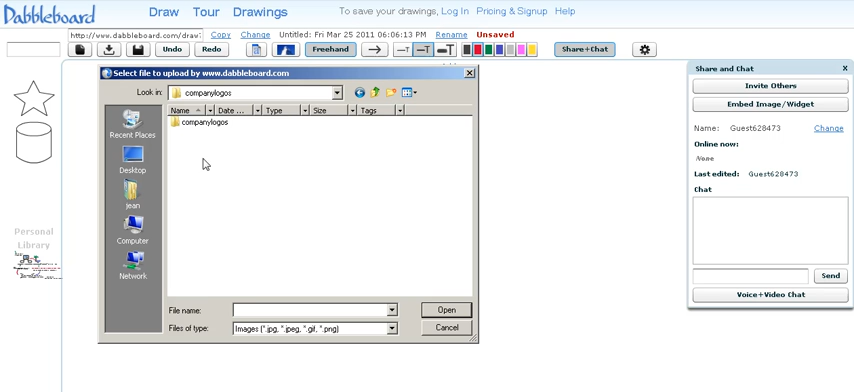 Dabbleboard Draw Tour Drawings To save your drawings, Log In Pricing & Signup Help
http://www.dabbleboard.com/draw: Copy Change Untitled: Fri Mar 25 2011 06:06:13 PM Rename Unsaved
Undo Redo Freehand T T T Share+Chat
Select file to upload by www.dabbleboard.com
Look in: companylogos
Name Date ... Type Size Tags
companylogos
Recent Places
Desktop
jean
Computer
Network
File name: Open
Files of type: Images (*.jpg, *.jpeg, *.gif, *.png) Cancel
Personal
Library
Share and Chat X
Invite Others
Embed Image/Widget
Name: Guest628473 Change
Online now:
None
Last edited: Guest628473
Chat
Send
Voice+Video Chat